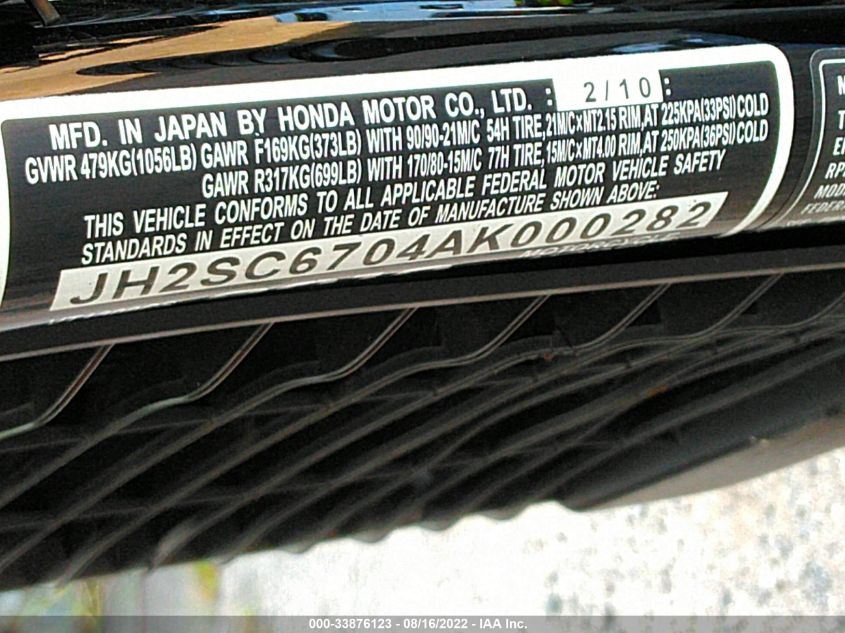 MFD. IN JAPAN BY HONDA MOTOR CO., LTD. : 2/10 :
GVWR 479KG(1056LB) GAWR F169KG(373LB) WITH 90/90-21M/C 54H TIRE,21M/C×MT2.15 RIM,AT 225KPA(33PSI)COLD
GAWR R317KG(699LB) WITH 170/80-15M/C 77H TIRE,15M/C×MT4.00 RIM,AT 250KPA(36PSI)COLD
THIS VEHICLE CONFORMS TO ALL APPLICABLE FEDERAL MOTOR VEHICLE SAFETY
STANDARDS IN EFFECT ON THE DATE OF MANUFACTURE SHOWN ABOVE:
JH2SC6704AK000282
MOTORCYCLE
000-33876123 - 08/16/2022 - IAA Inc.